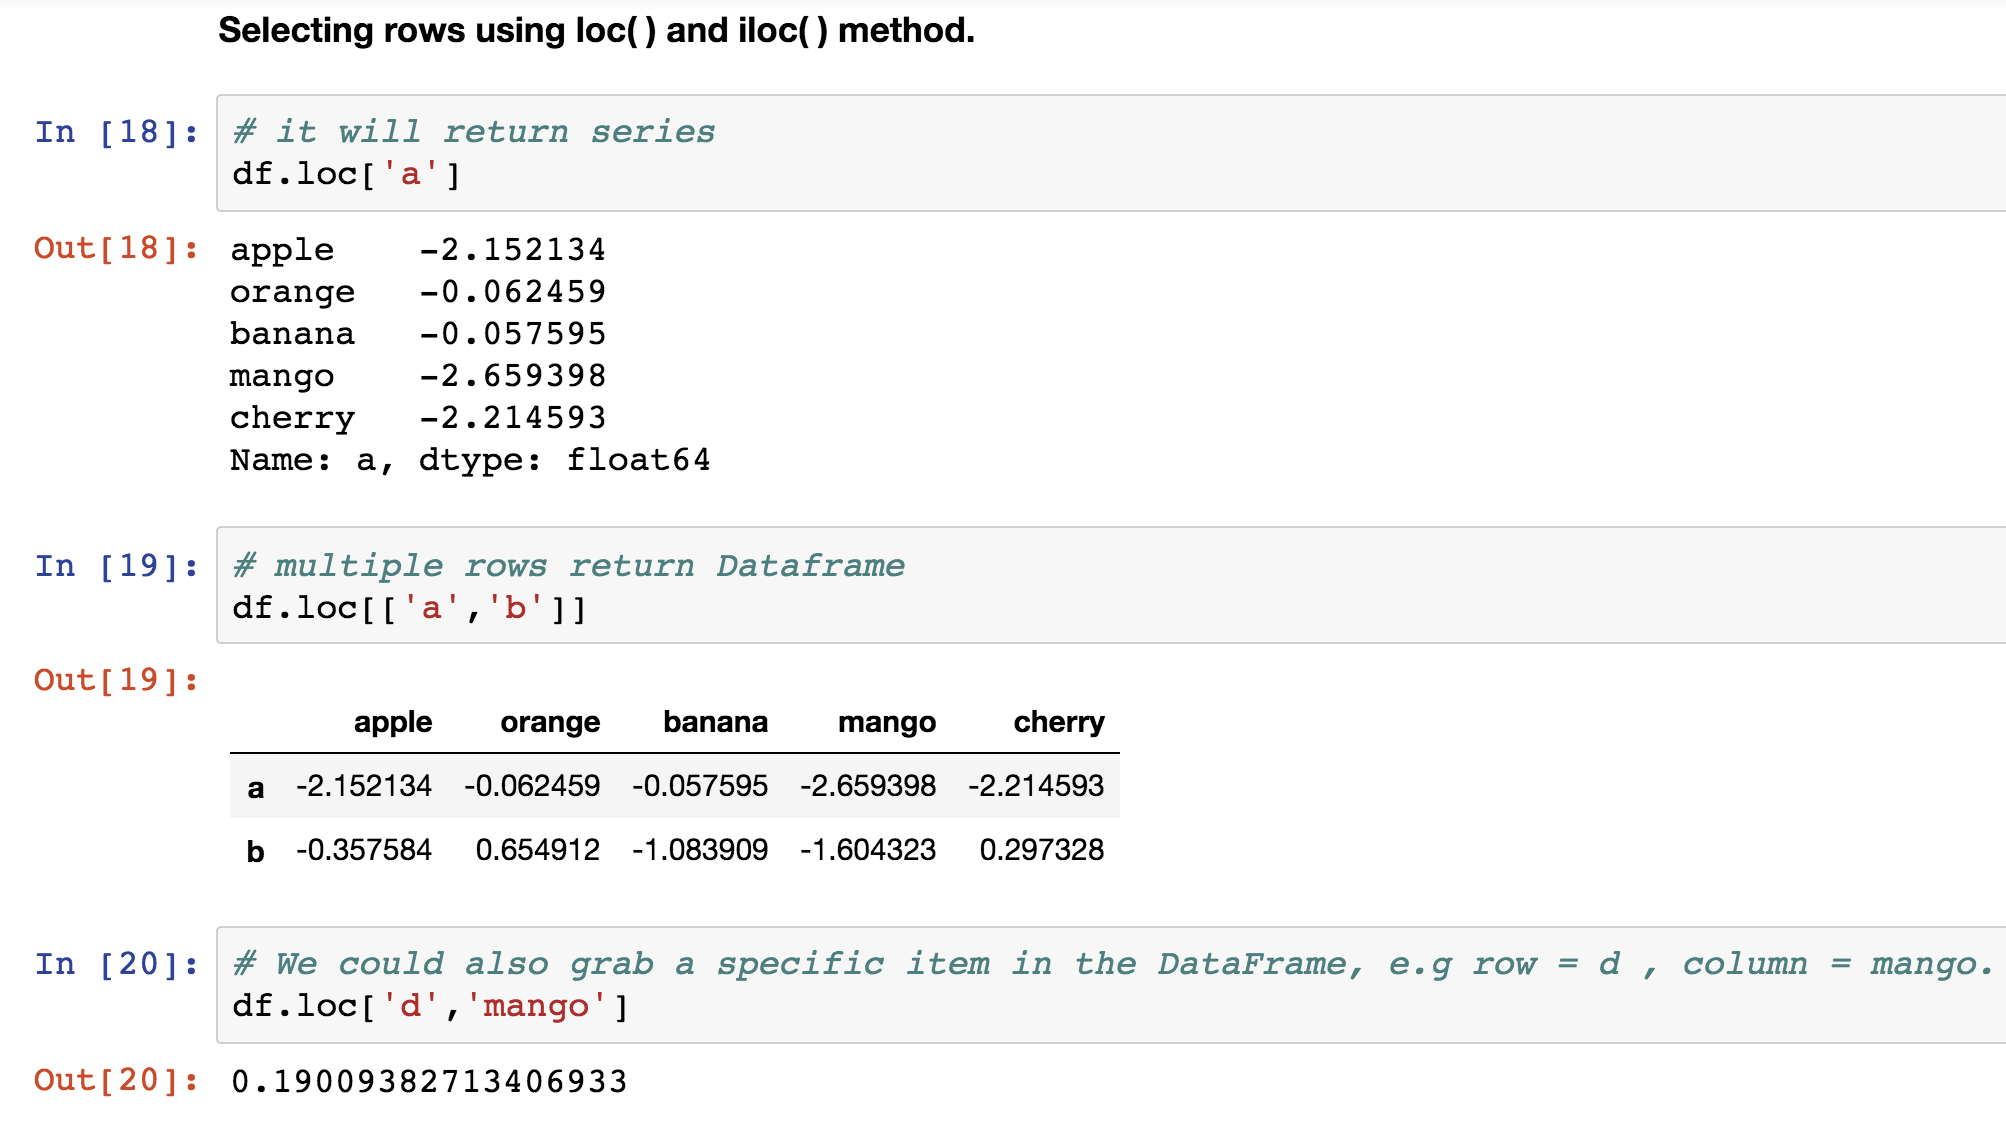 Selecting rows using loc( ) and iloc( ) method.
In [18]: # it will return series
df.loc['a']
Out[18]: apple -2.152134
orange -0.062459
banana -0.057595
mango -2.659398
cherry -2.214593
Name: a, dtype: float64
In [19]: # multiple rows return Dataframe
df.loc[['a','b']]
Out[19]:
apple orange banana mango cherry
a -2.152134 -0.062459 -0.057595 -2.659398 -2.214593
b -0.357584 0.654912 -1.083909 -1.604323 0.297328
In [20]: # We could also grab a specific item in the DataFrame, e.g row = d , column = mango.
df.loc['d','mango']
Out[20]: 0.19009382713406933